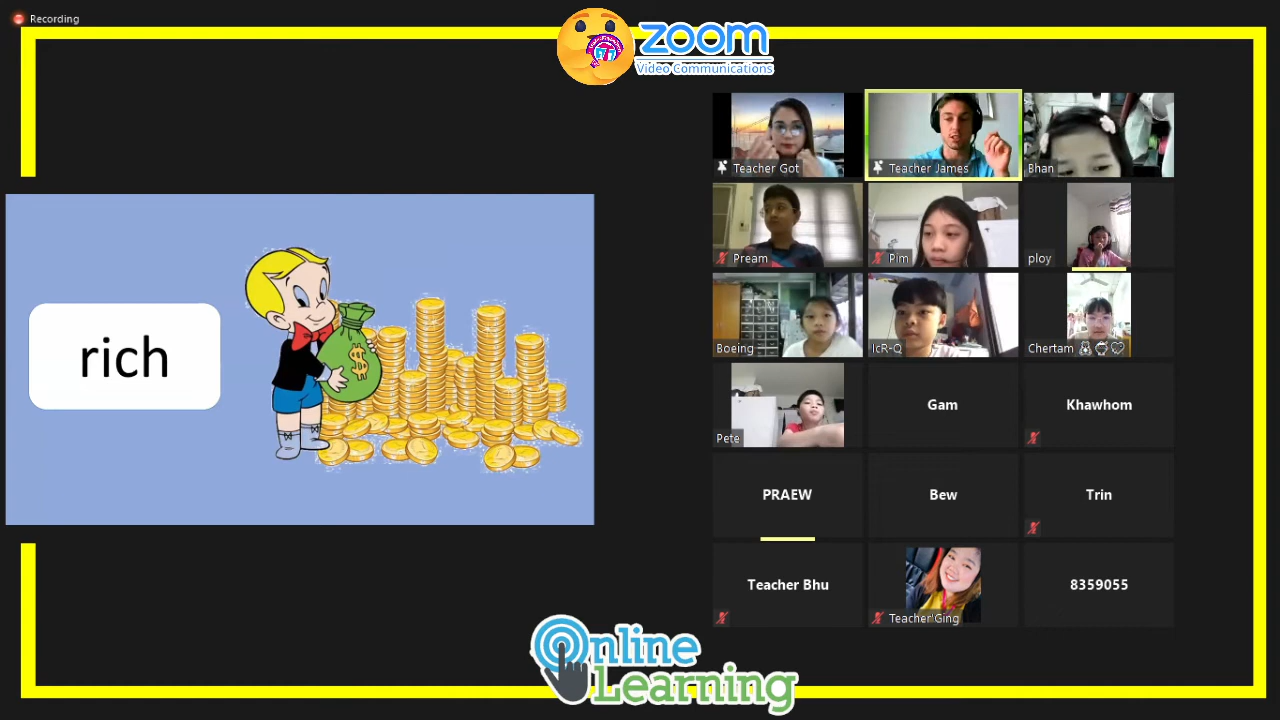 Recording
zoom
Video Communications
rich
$
Teacher Got
Teacher James
Bhan
Pream
Pim
ploy
Boeing
IcR-Q
Chertam
Pete
Gam
Khawhom
PRAEW
Bew
Trin
Teacher Bhu
Teacher'Ging
8359055
Online
Learning